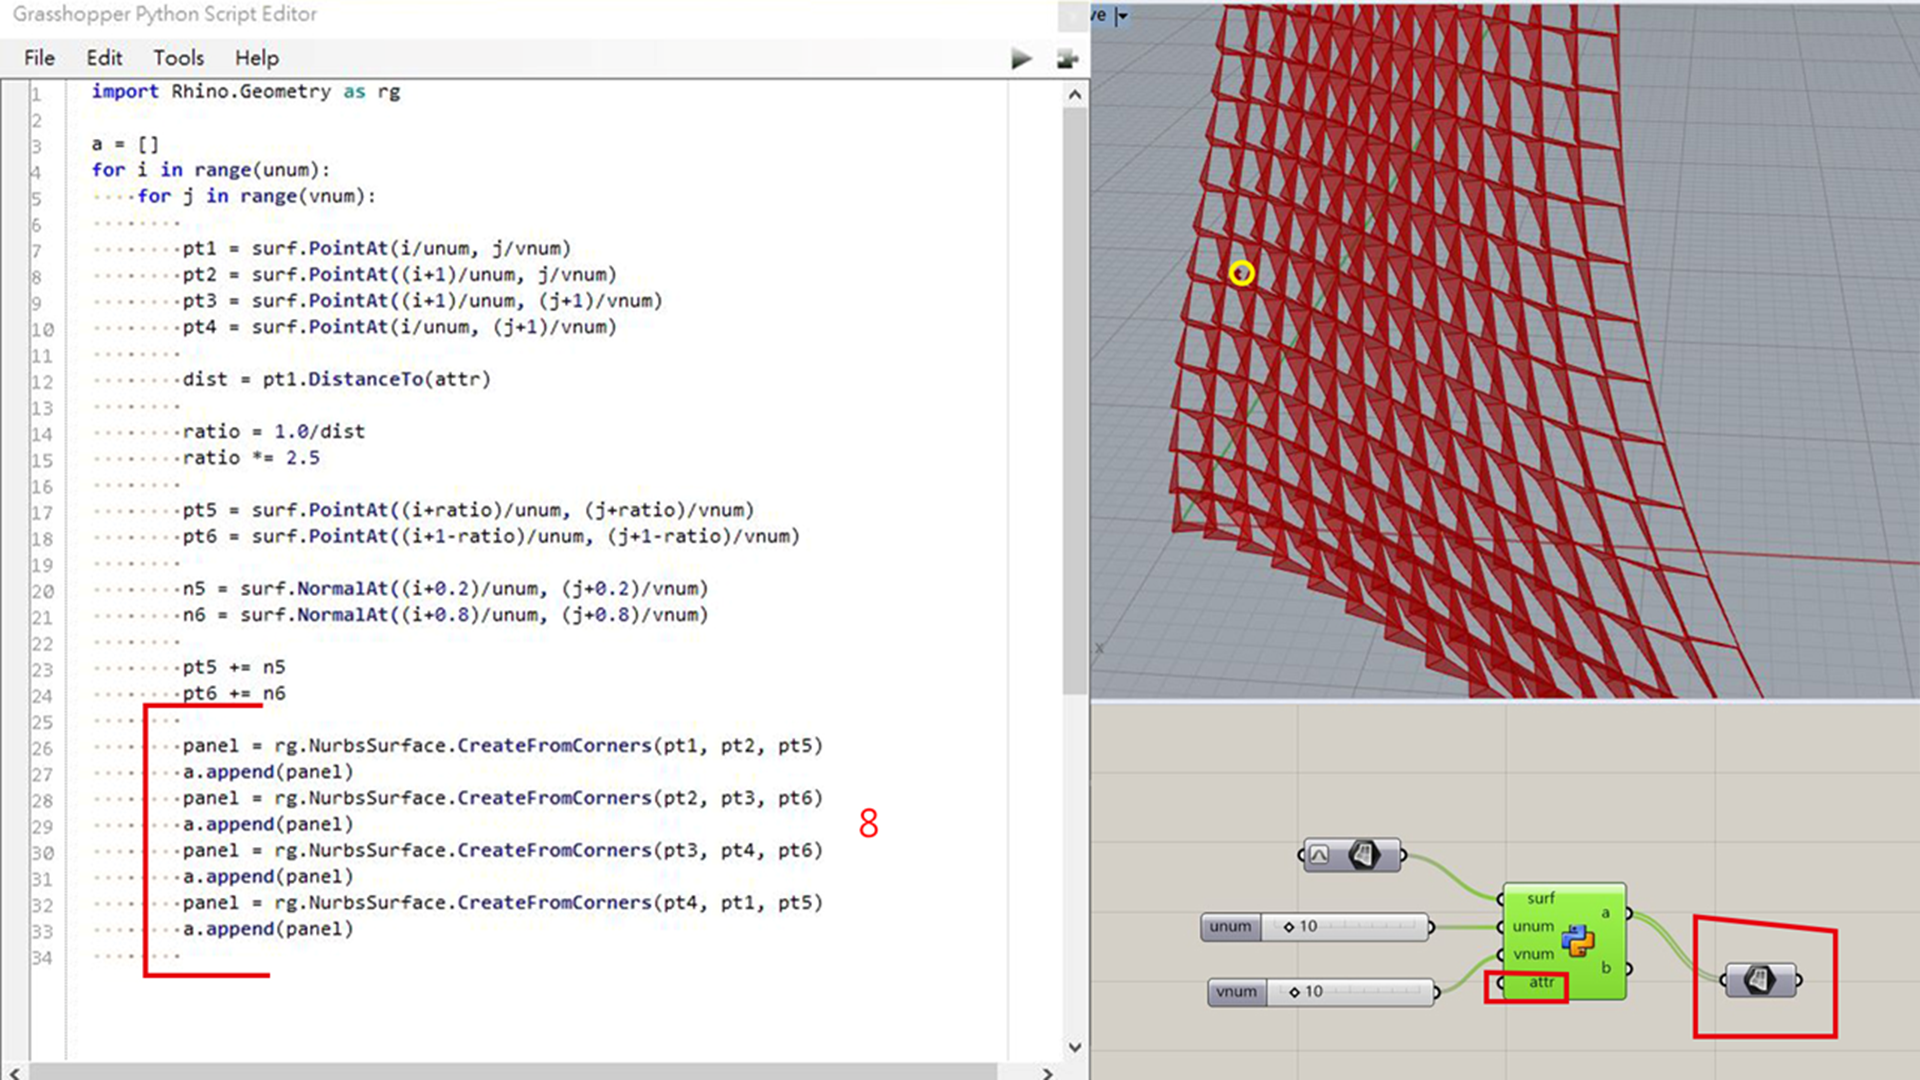 Grasshopper Python Script Editor
File Edit Tools Help
1 import Rhino.Geometry as rg
2
3 a = []
4 for i in range(unum):
5 for j in range(vnum):
6
7 pt1 = surf.PointAt(i/unum, j/vnum)
8 pt2 = surf.PointAt((i+1)/unum, j/vnum)
9 pt3 = surf.PointAt((i+1)/unum, (j+1)/vnum)
10 pt4 = surf.PointAt(i/unum, (j+1)/vnum)
11
12 dist = pt1.DistanceTo(attr)
13
14 ratio = 1.0/dist
15 ratio *= 2.5
16
17 pt5 = surf.PointAt((i+ratio)/unum, (j+ratio)/vnum)
18 pt6 = surf.PointAt((i+1-ratio)/unum, (j+1-ratio)/vnum)
19
20 n5 = surf.NormalAt((i+0.2)/unum, (j+0.2)/vnum)
21 n6 = surf.NormalAt((i+0.8)/unum, (j+0.8)/vnum)
22
23 pt5 += n5
24 pt6 += n6
25
26 panel = rg.NurbsSurface.CreateFromCorners(pt1, pt2, pt5)
27 a.append(panel)
28 panel = rg.NurbsSurface.CreateFromCorners(pt2, pt3, pt6)
29 a.append(panel)
30 panel = rg.NurbsSurface.CreateFromCorners(pt3, pt4, pt6)
31 a.append(panel)
32 panel = rg.NurbsSurface.CreateFromCorners(pt4, pt1, pt5)
33 a.append(panel)
34
8
ve
x
surf
unum 10
unum
vnum
vnum 10
attr
a
b